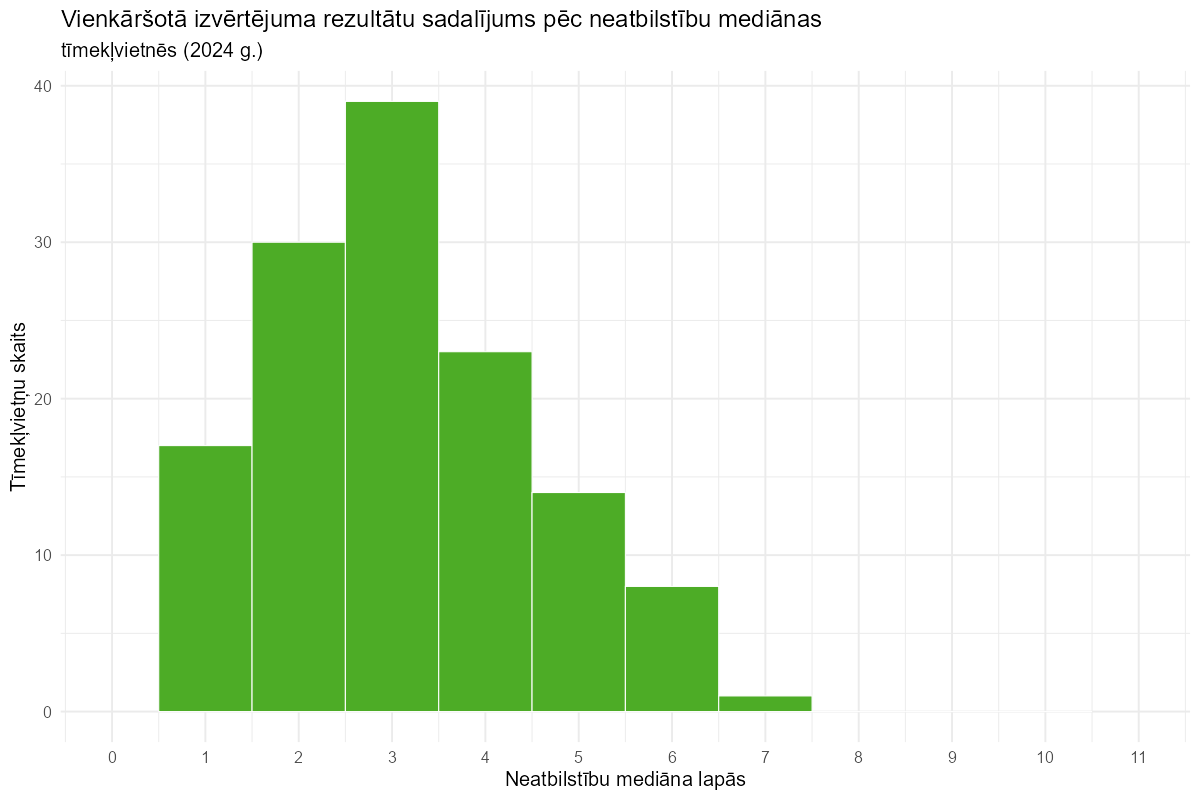 Vienkāršotā izvērtējuma rezultātu sadalījums pēc neatbilstību mediānas
tīmekļvietnēs (2024 g.)
Tīmekļvietņu skaits
40
30
20
10
0
0 1 2 3 4 5 6 7 8 9 10 11
Neatbilstību mediāna lapās